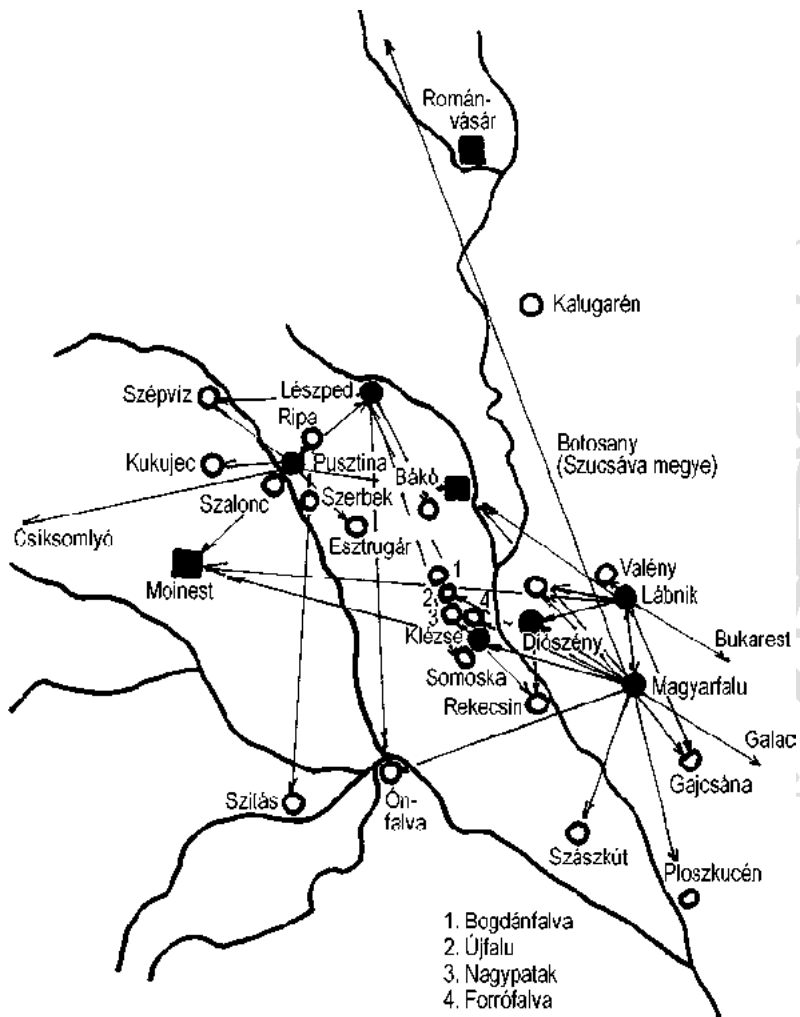 Román-
vásár
Kalugarén
Szépvíz
Lészped
Ripa
Botosany
(Szucsáva megye)
Kukujec
Pusztina
Bákó
Szalonc
Szerbek
Csíksomlyó
Esztrugár
Moinest
1
Valény
2
Lábnik
3
4
Klézse
Diószény
Bukarest
Somoska
Magyarfalu
Rekecsin
Galac
Gajcsána
Szitás
Ón-
falva
Szászkút
Ploszkucén
1. Bogdánfalva
2. Újfalu
3. Nagypatak
4. Forrófalva